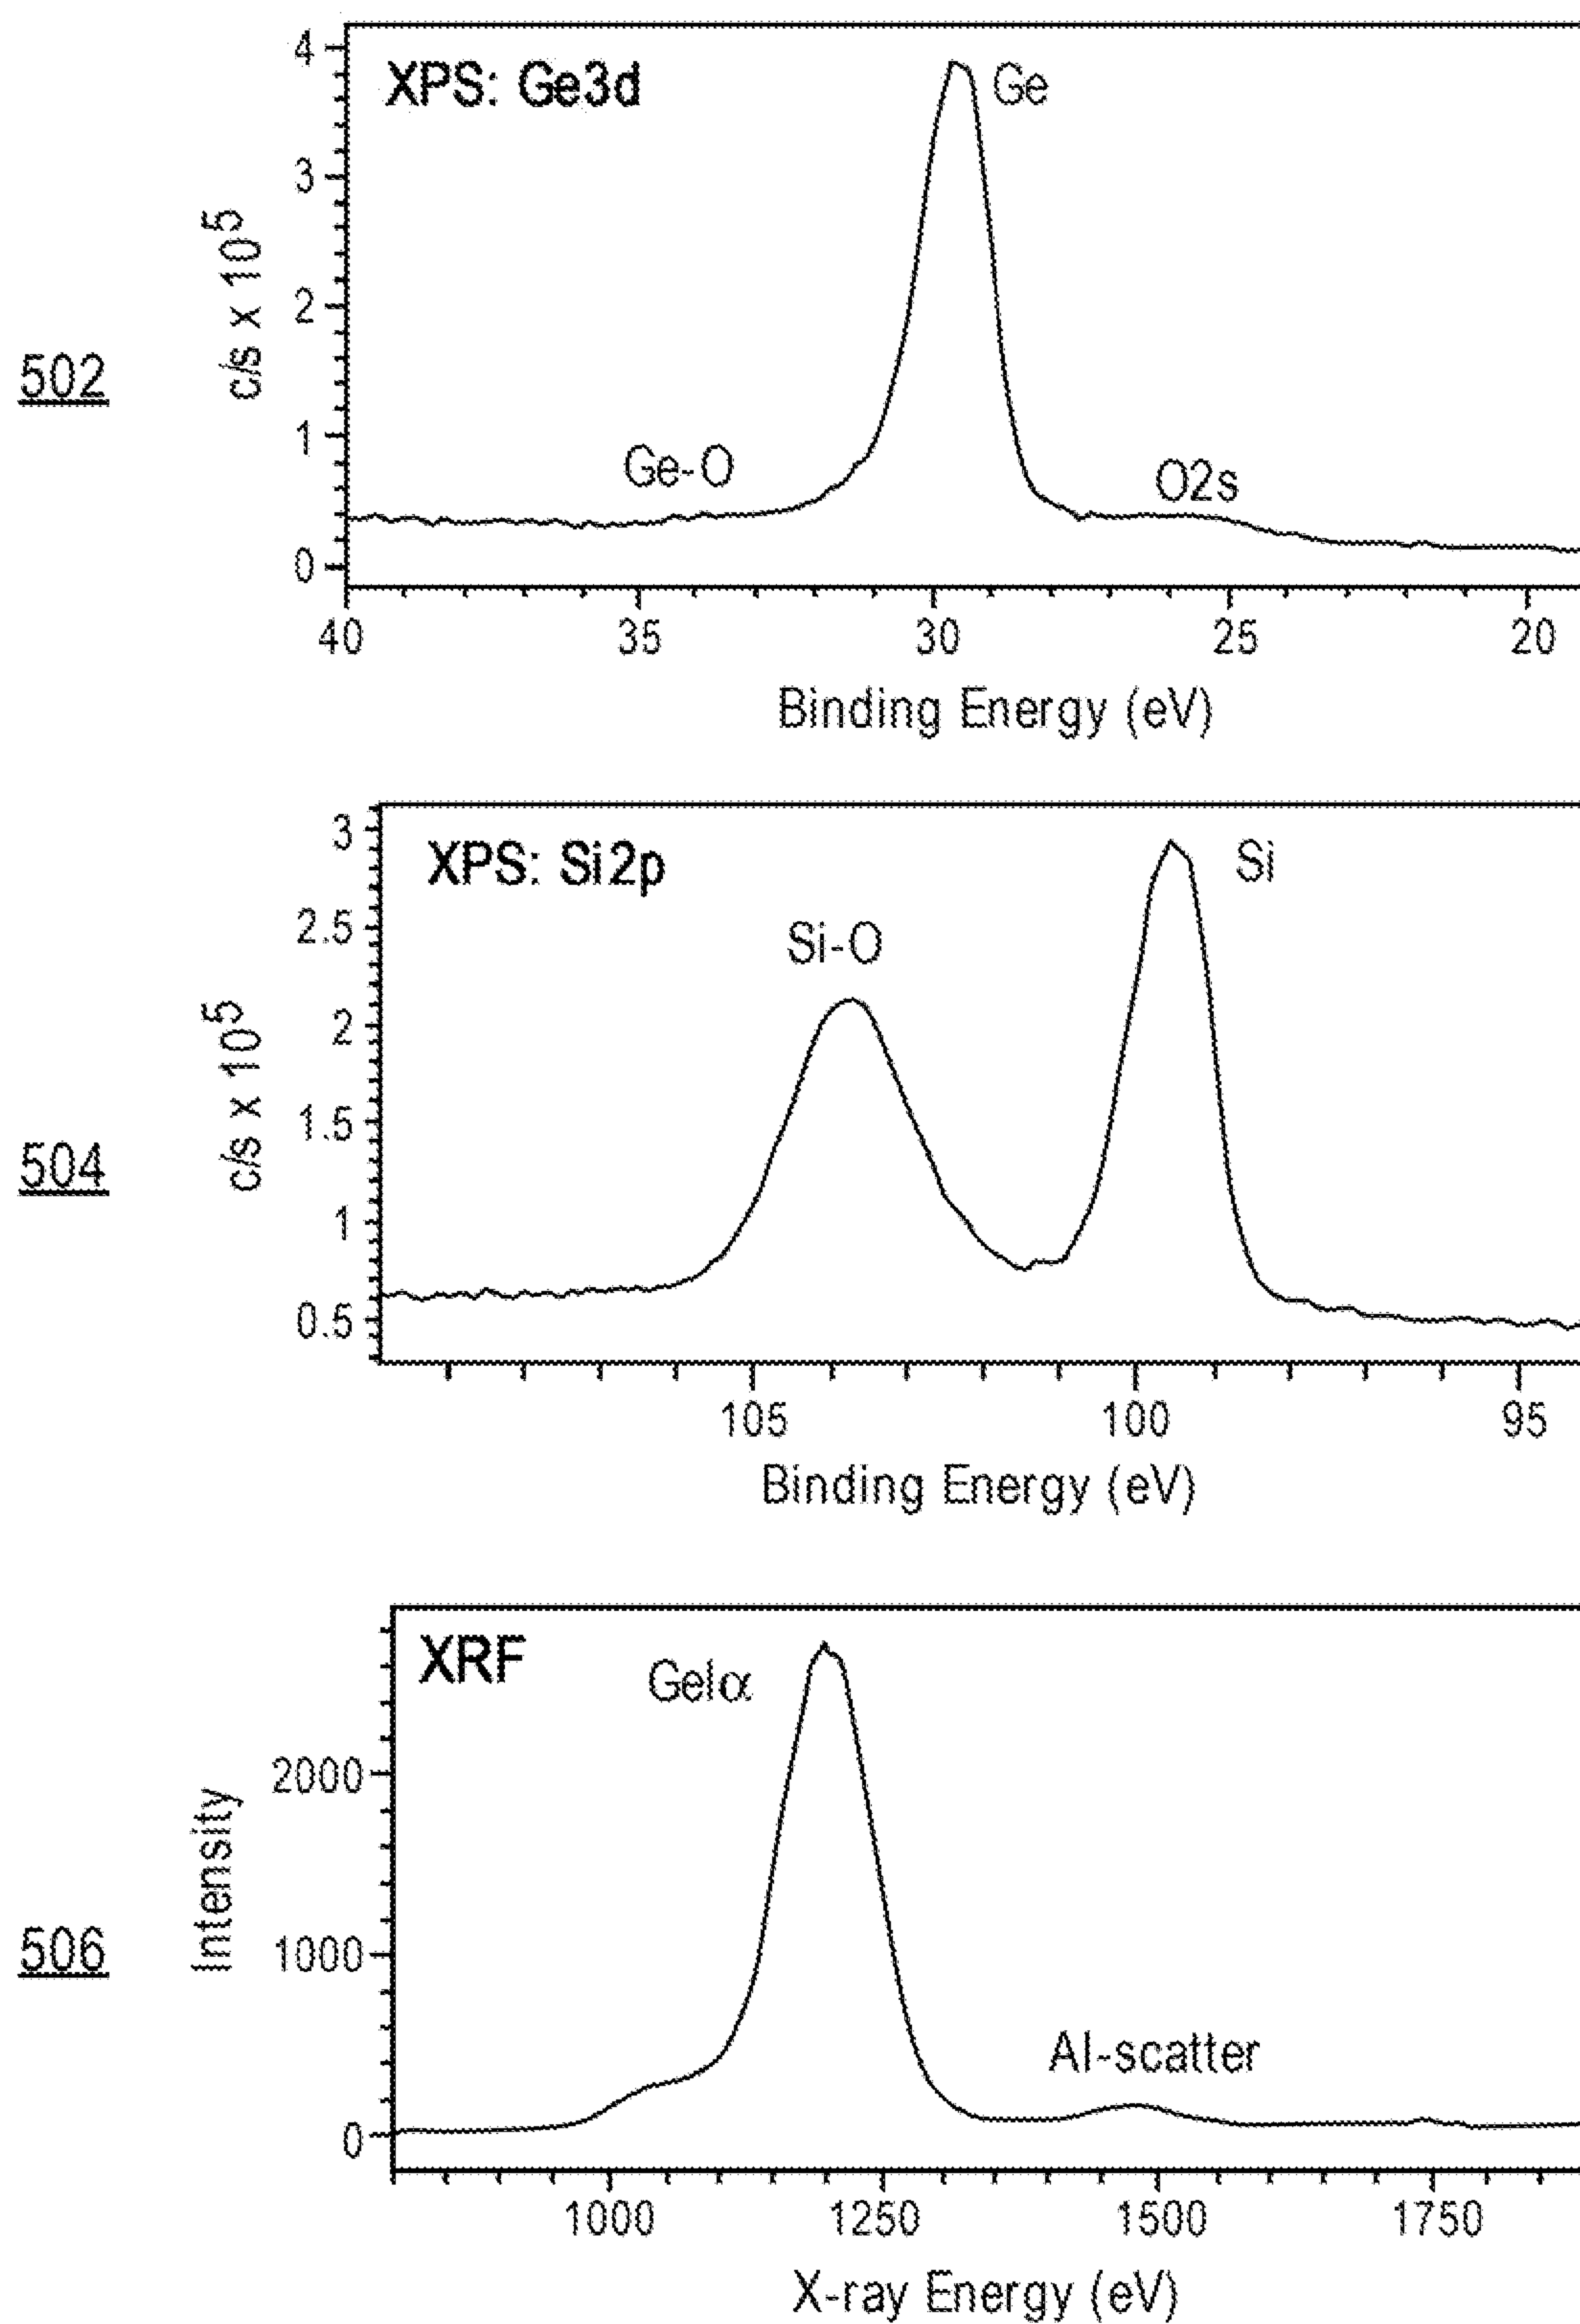 XPS: Ge3d
Ge
4
3
2
1
0
c/s x 10^5
502
Ge-O
O2s
40 35 30 25 20
Binding Energy (eV)
XPS: Si2p
Si
Si-O
3
2.5
2
1.5
1
0.5
c/s x 10^5
504
105 100 95
Binding Energy (eV)
XRF
Gelα
2000
1000
0
Intensity
506
Al-scatter
1000 1250 1500 1750
X-ray Energy (eV)